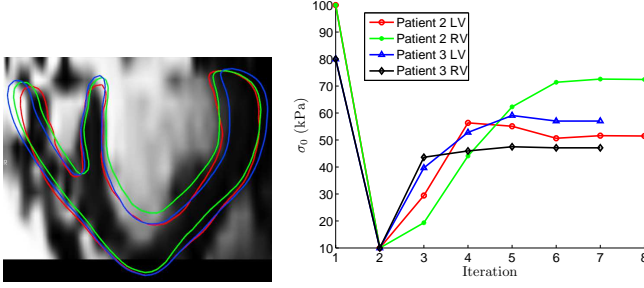 Patient 2 LV
Patient 2 RV
Patient 3 LV
Patient 3 RV
100
90
80
70
60
50
40
30
20
10
σ0 (kPa)
1 2 3 4 5 6 7 8
Iteration